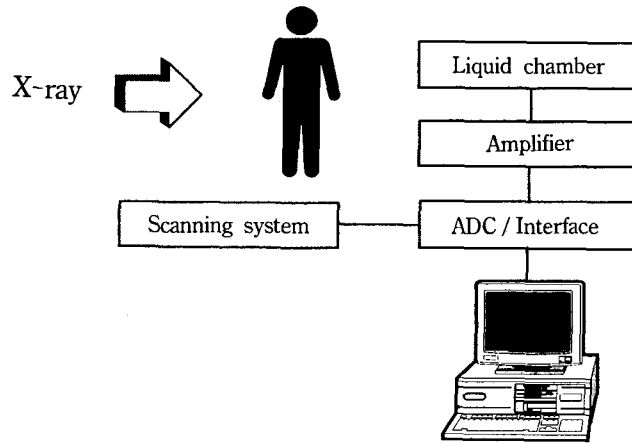 Liquid chamber
X-ray
Amplifier
Scanning system
ADC / Interface